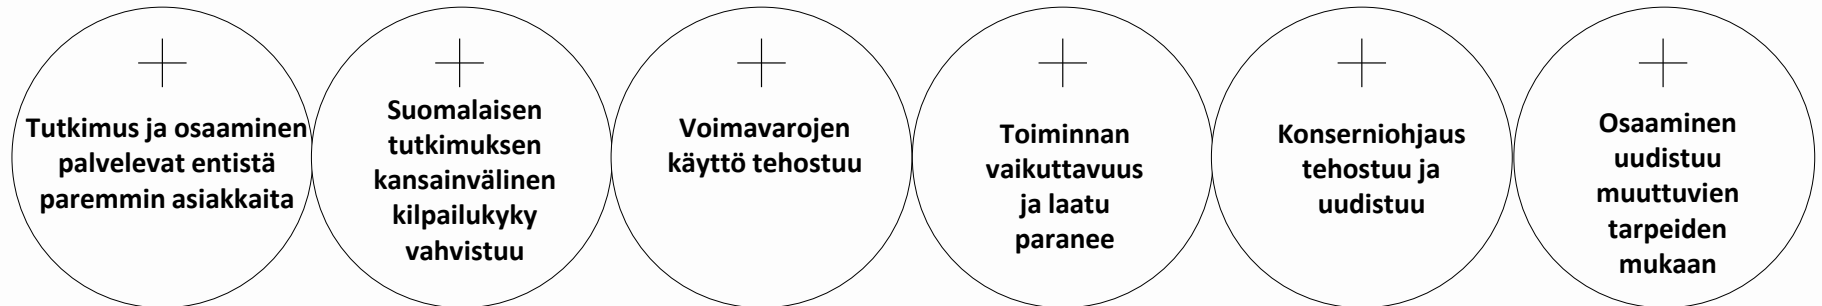 Tutkimus ja osaaminen
palvelevat entistä
paremmin asiakkaita
Suomalaisen
tutkimuksen
kansainvälinen
kilpailukyky
vahvistuu
Voimavarojen
käyttö tehostuu
Toiminnan
vaikuttavuus
ja laatu
paranee
Konserniohjaus
tehostuu ja
uudistuu
Osaaminen
uudistuu
muuttuvien
tarpeiden
mukaan